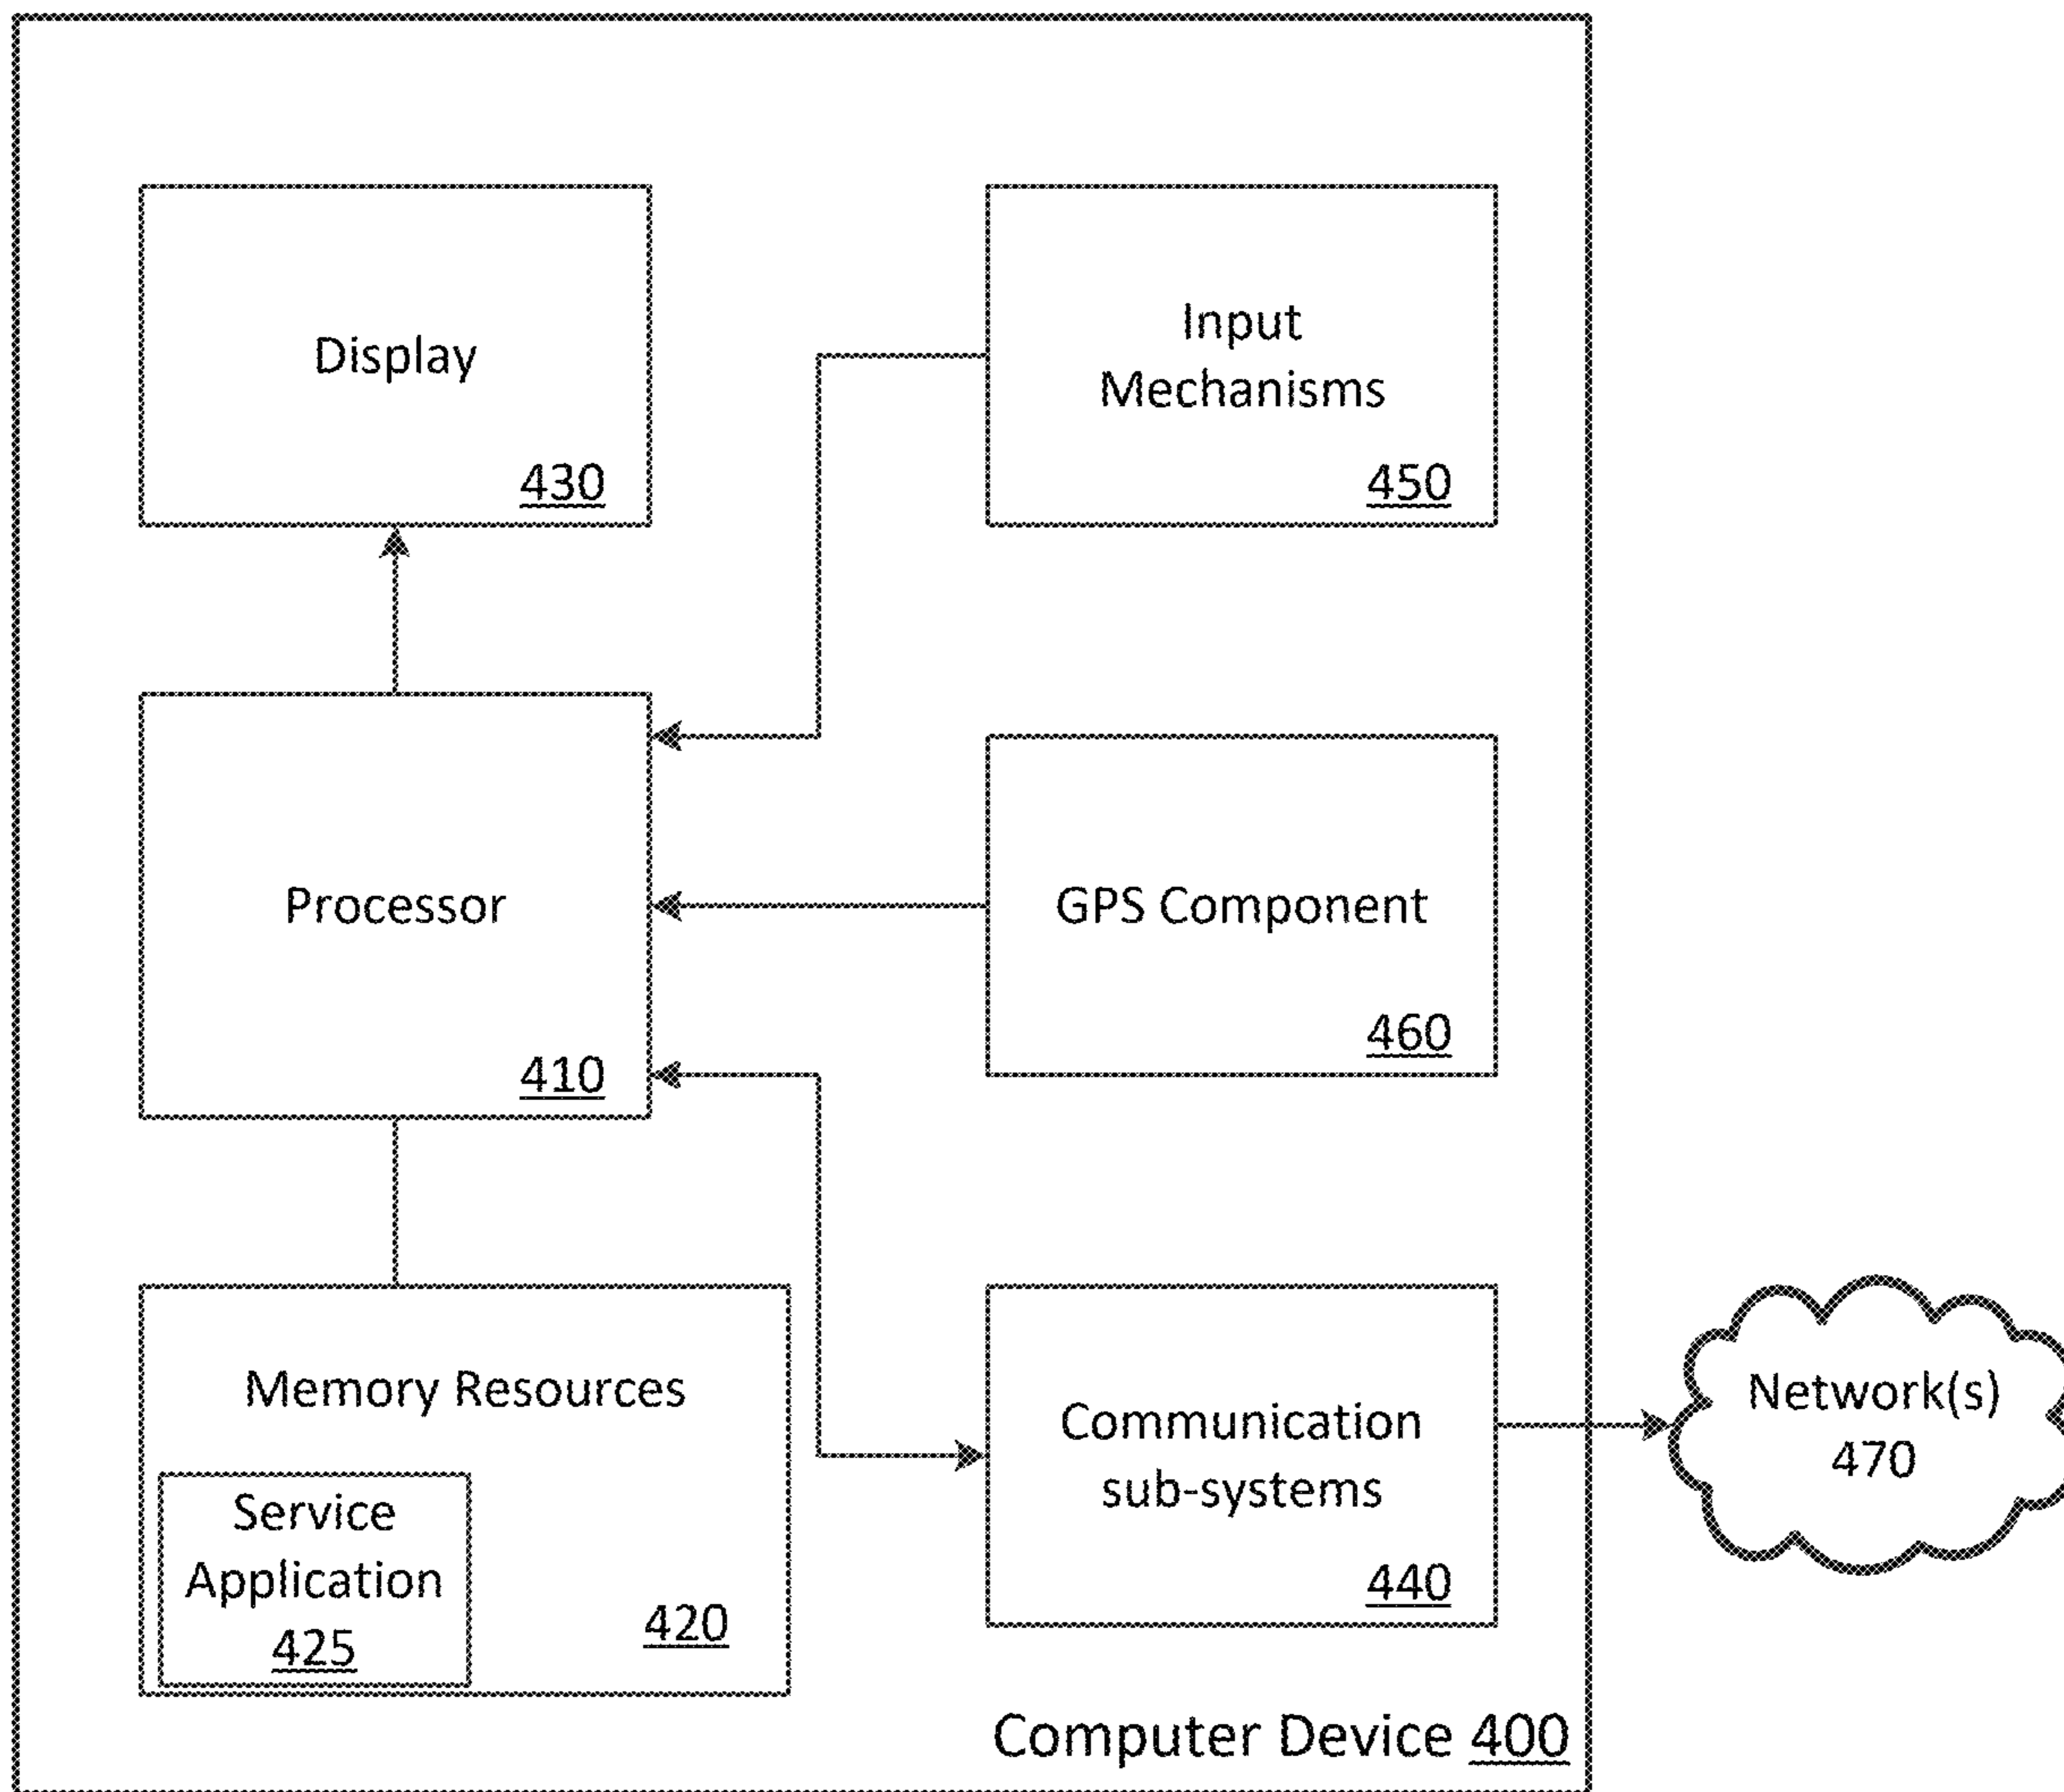 Display
430
Input
Mechanisms
450
Processor
410
GPS Component
460
Memory Resources
Service
Application
425
420
Communication
sub-systems
440
Network(s)
470
Computer Device 400